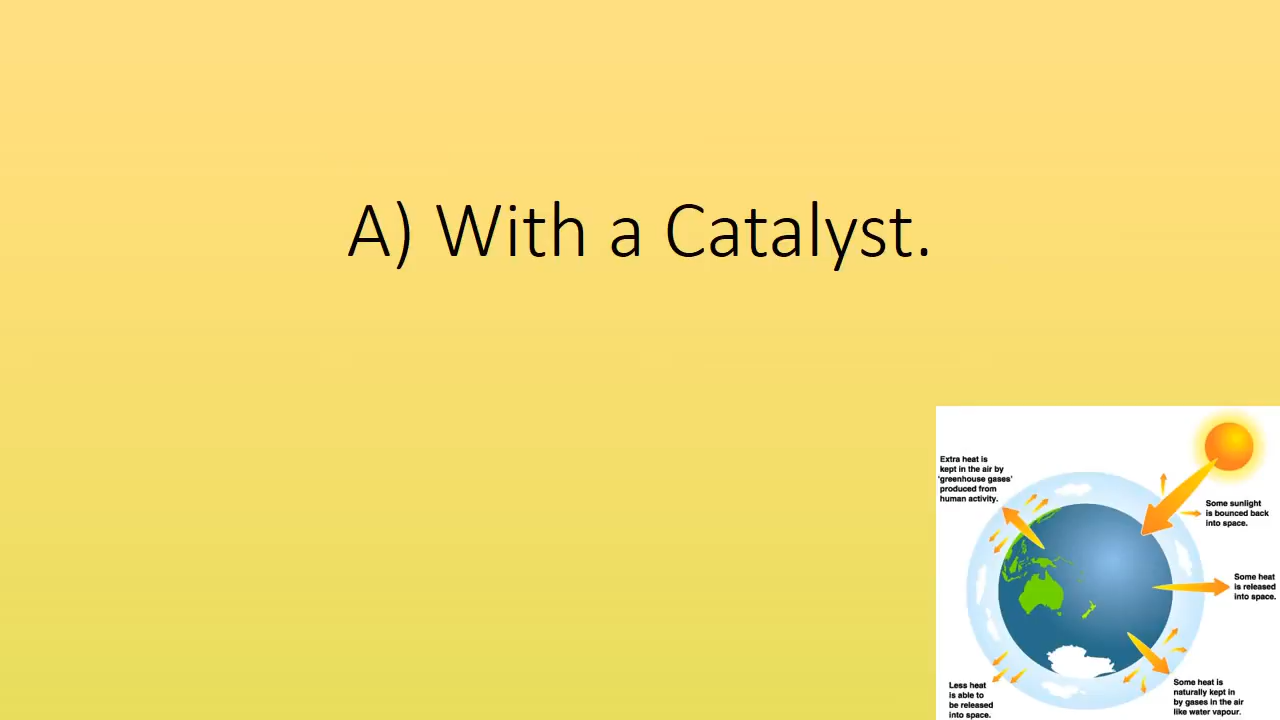 A) With a Catalyst.
Extra heat is
kept in the air by
'greenhouse gases'
produced from
human activity.
Some sunlight
is bounced back
into space.
Some heat
is released
into space.
Less heat
is able to
be released
into space.
Some heat is
naturally kept in
by gases in the air
like water vapour.